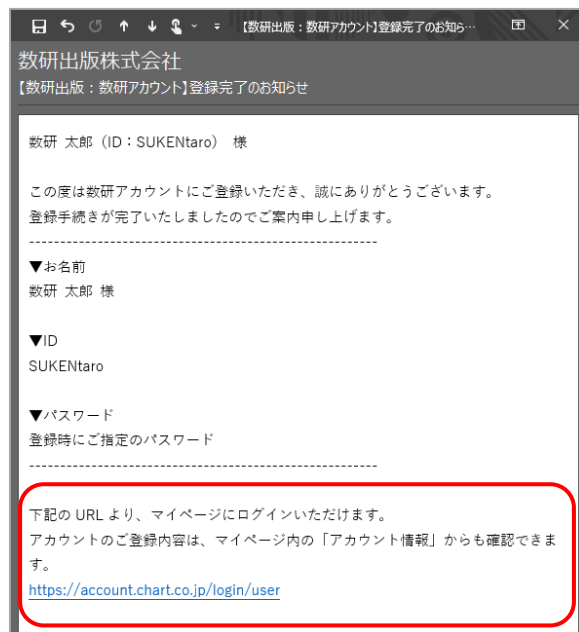 【数研出版：数研アカウント】登録完了のお知ら…
数研出版株式会社
【数研出版：数研アカウント】登録完了のお知らせ
数研 太郎（ID：SUKENtaro） 様
この度は数研アカウントにご登録いただき、誠にありがとうございます。
登録手続きが完了いたしましたのでご案内申し上げます。
--------------------------------------------------------
▼お名前
数研 太郎 様
▼ID
SUKENtaro
▼パスワード
登録時にご指定のパスワード
--------------------------------------------------------
下記の URL より、マイページにログインいただけます。
アカウントのご登録内容は、マイページ内の「アカウント情報」からも確認できま
す。
https://account.chart.co.jp/login/user